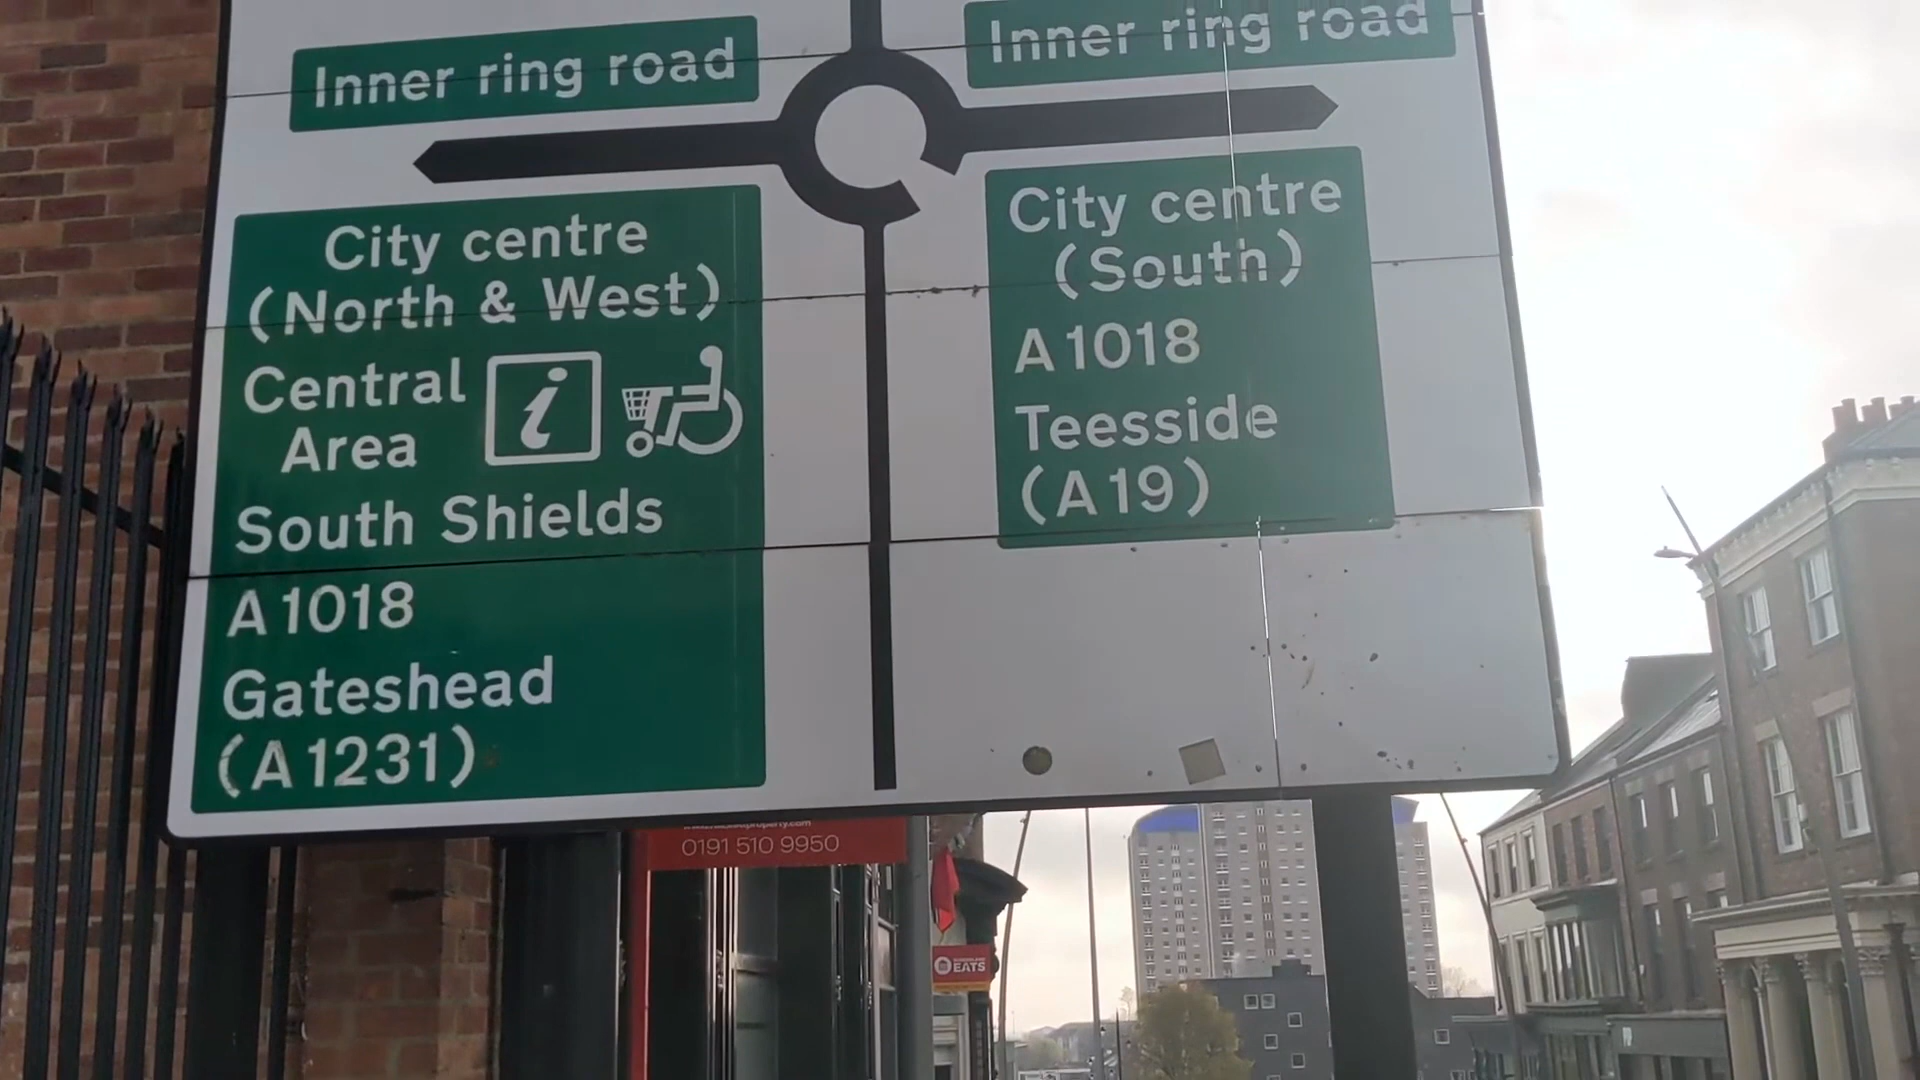 Inner ring road
Inner ring road
City centre
(North & West)
Central
Area
i
South Shields
A1018
Gateshead
(A1231)
City centre
(South)
A1018
Teesside
(A19)
0191 510 9950
EATS